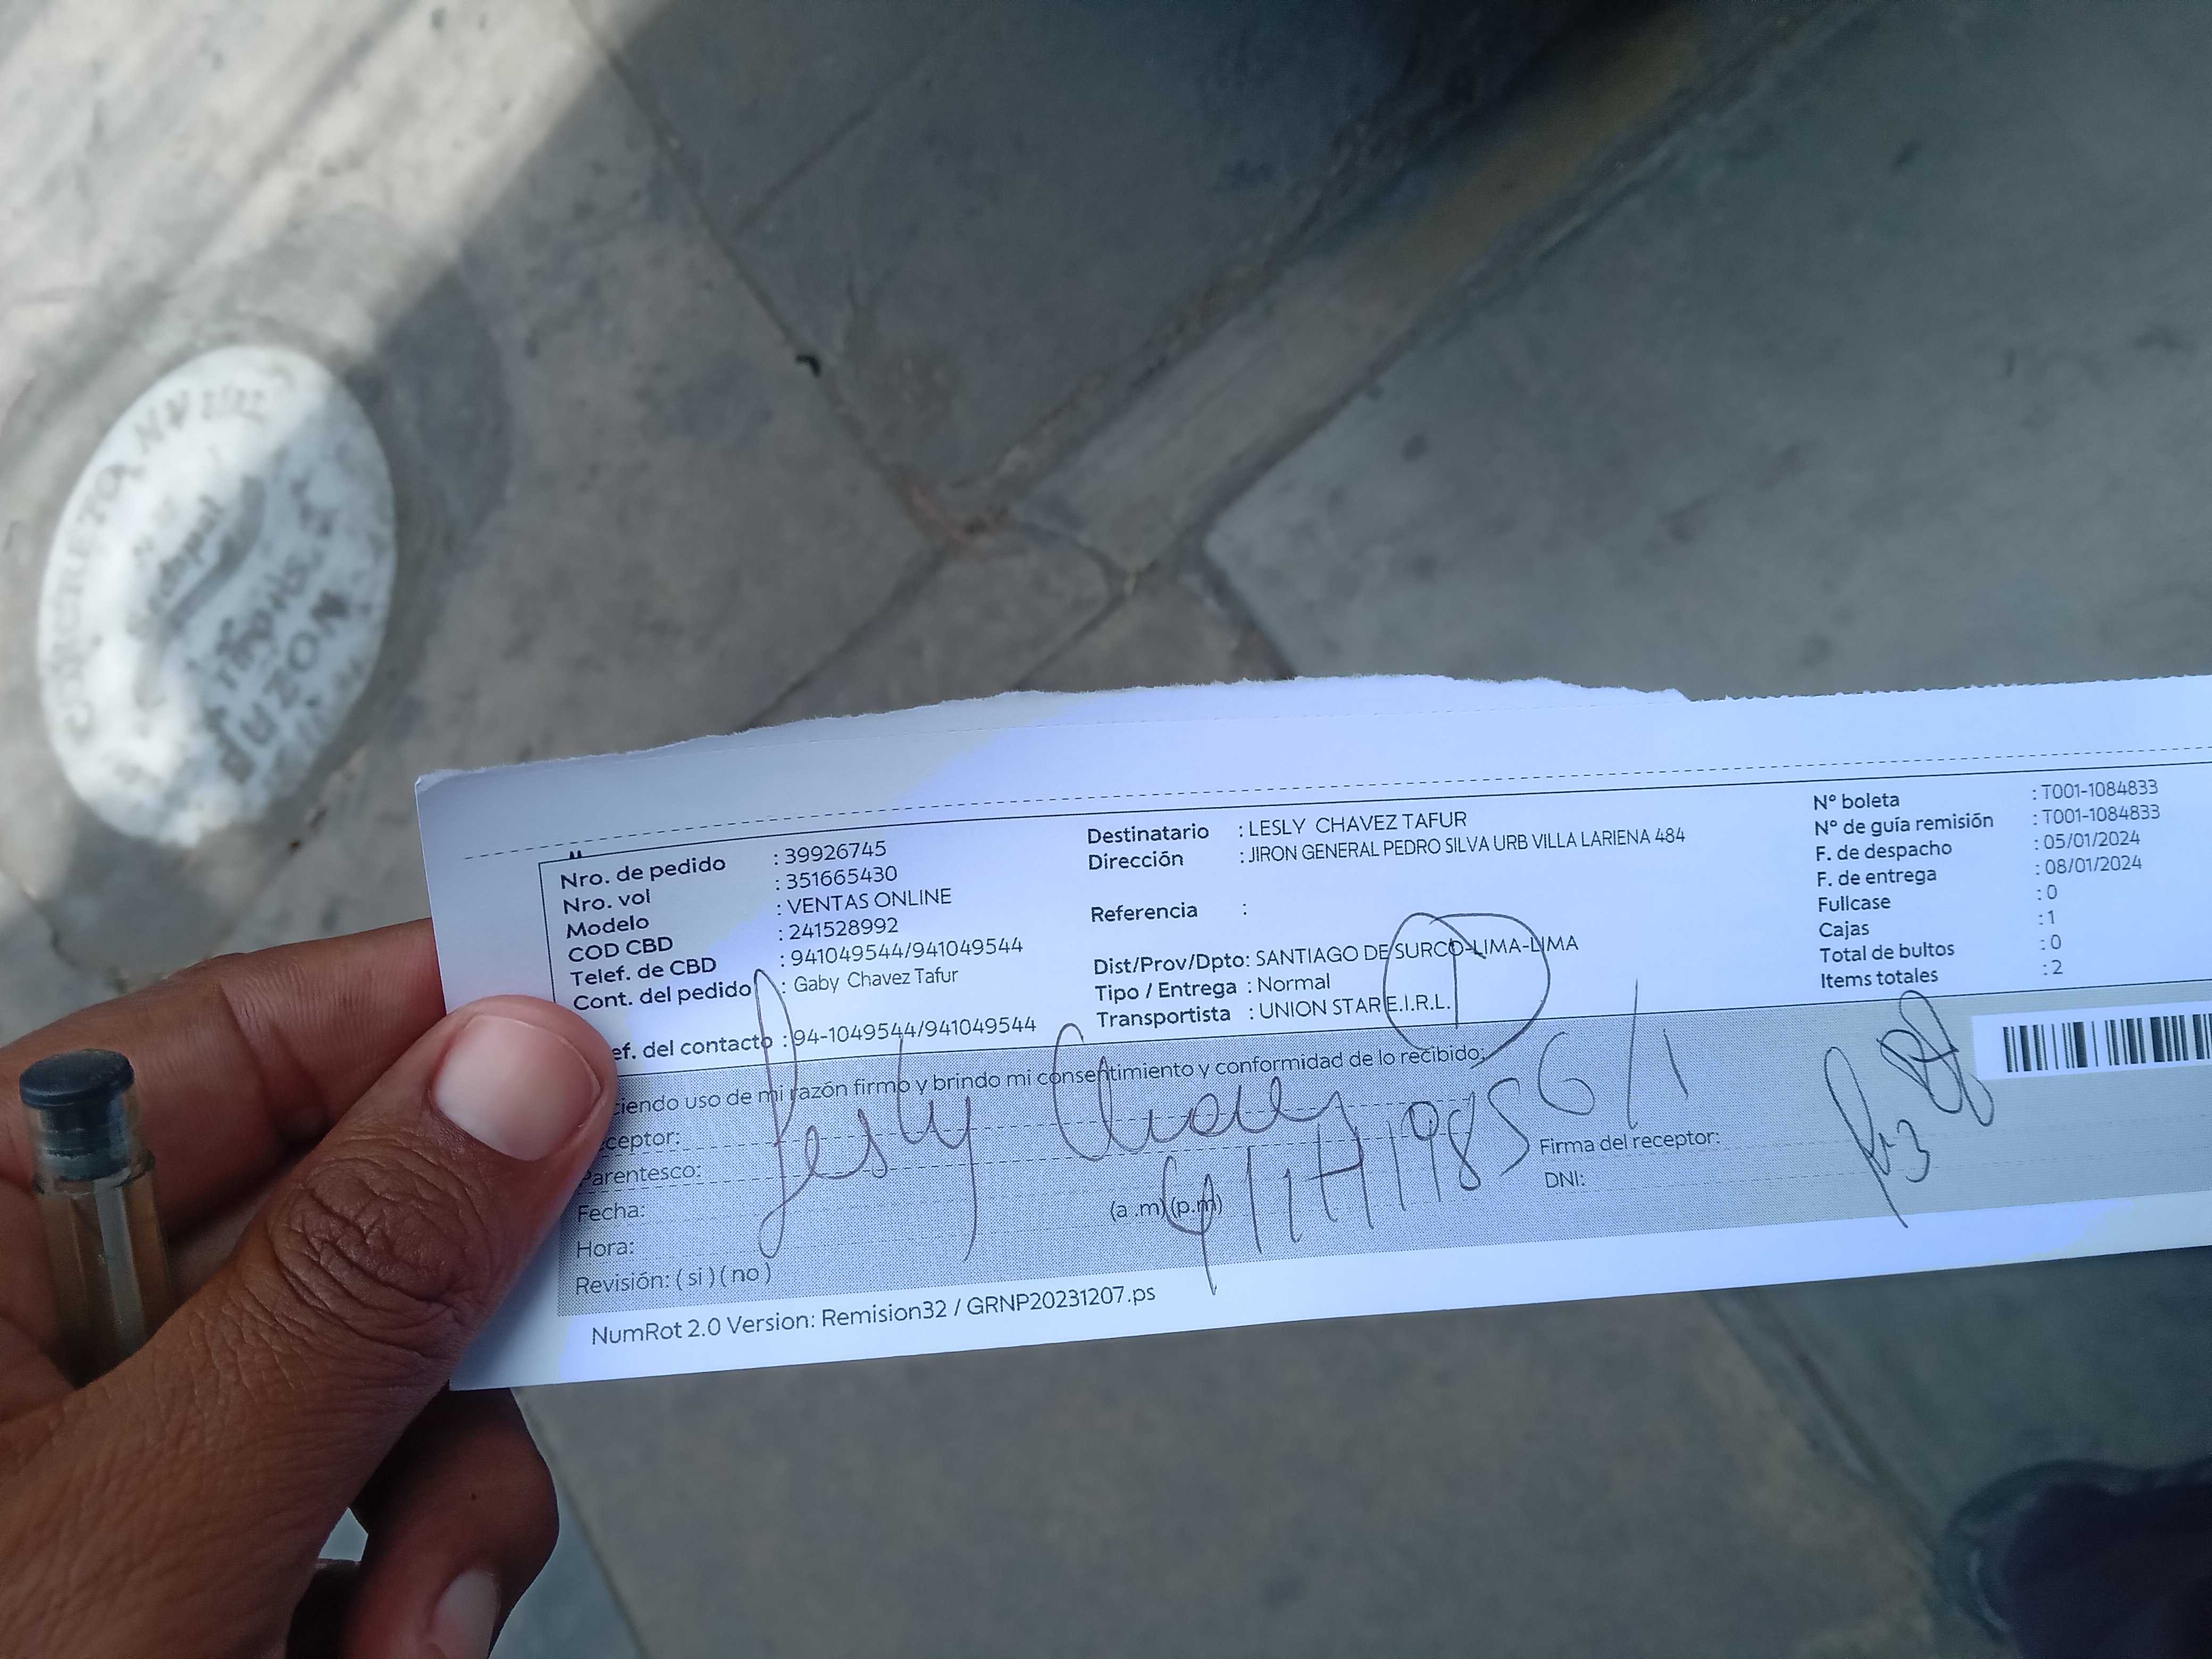 CONCRETO
BUZON
Nro. de pedido : 39926745
Nro. vol : 351665430
Modelo : VENTAS ONLINE
COD CBD : 241528992
Telef. de CBD : 941049544/941049544
Cont. del pedido : Gaby Chavez Tafur
ef. del contacto : 94-1049544/941049544
Destinatario : LESLY CHAVEZ TAFUR
Dirección : JIRON GENERAL PEDRO SILVA URB VILLA LARIENA 484
Referencia :
Dist/Prov/Dpto: SANTIAGO DE SURCO-LIMA-LIMA
Tipo / Entrega : Normal
Transportista : UNION STAR E.I.R.L.
N° boleta : T001-1084833
N° de guía remisión : T001-1084833
F. de despacho : 05/01/2024
F. de entrega : 08/01/2024
Fullcase : 0
Cajas : 1
Total de bultos : 0
Items totales : 2
ciendo uso de mi razón firmo y brindo mi consentimiento y conformidad de lo recibido;
ceptor:
Lesly
Parentesco:
Fecha:
Hora: (a .m) (p.m)
Revisión: ( si ) ( no )
Firma del receptor:
DNI:
NumRot 2.0 Version: Remision32 / GRNP20231207.ps